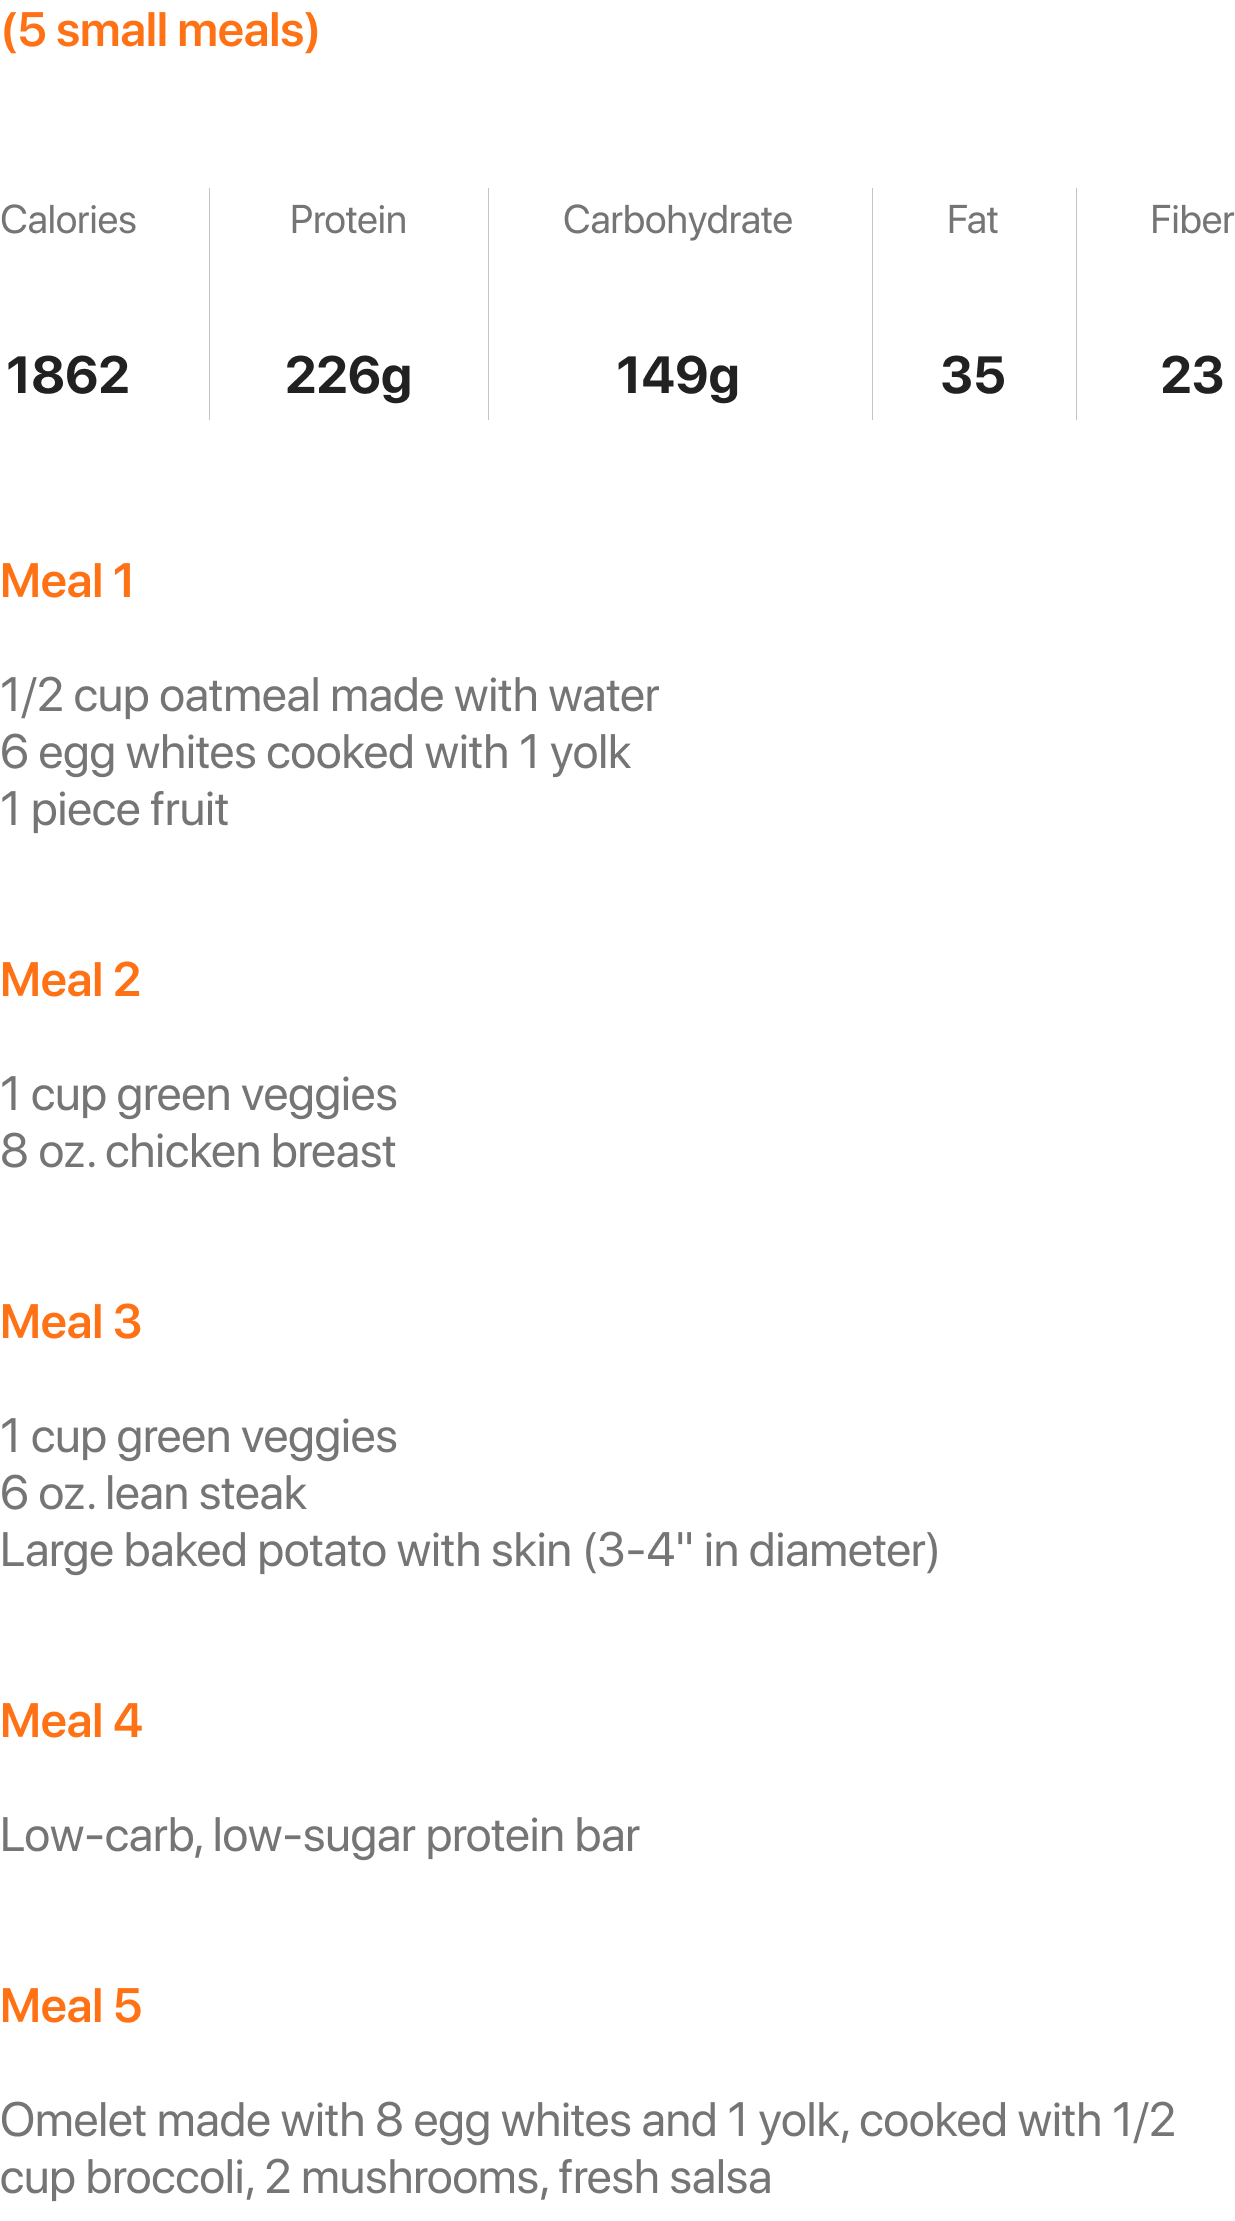 (5 small meals)
Calories Protein Carbohydrate Fat Fiber
1862 226g 149g 35 23
Meal 1
1/2 cup oatmeal made with water
6 egg whites cooked with 1 yolk
1 piece fruit
Meal 2
1 cup green veggies
8 oz. chicken breast
Meal 3
1 cup green veggies
6 oz. lean steak
Large baked potato with skin (3-4" in diameter)
Meal 4
Low-carb, low-sugar protein bar
Meal 5
Omelet made with 8 egg whites and 1 yolk, cooked with 1/2
cup broccoli, 2 mushrooms, fresh salsa